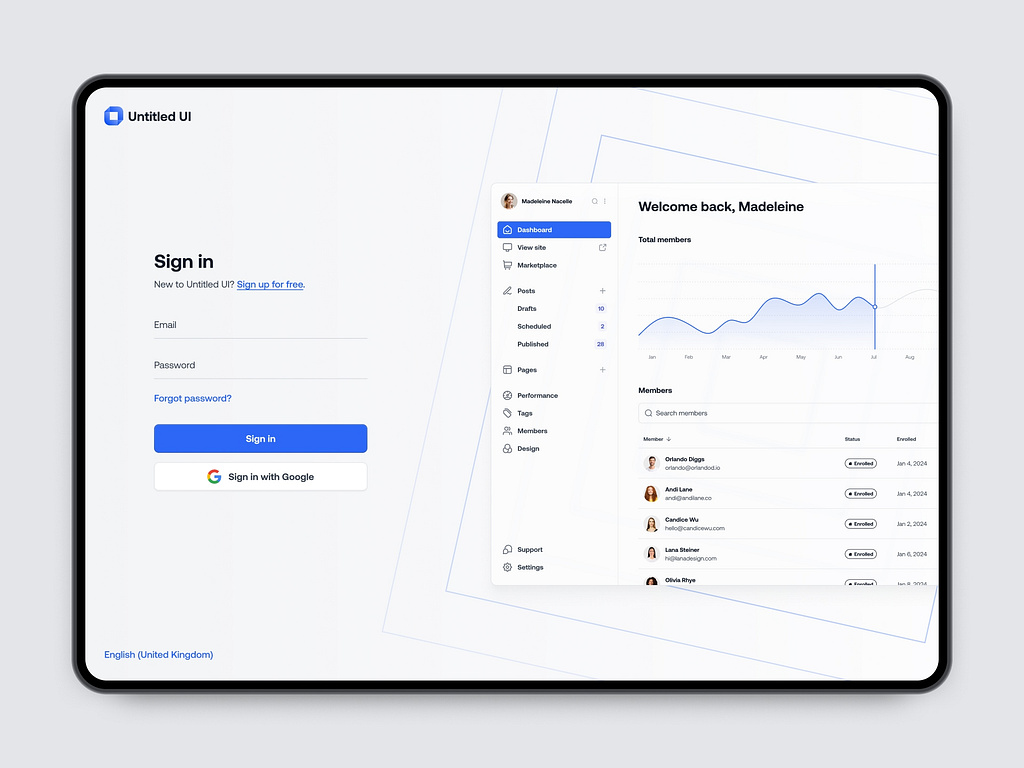 Untitled UI
Sign in
New to Untitled UI? Sign up for free.
Email
Password
Forgot password?
Sign in
Sign in with Google
English (United Kingdom)
Madeleine Nacelle
Dashboard
View site
Marketplace
Posts
Drafts 10
Scheduled 2
Published 28
Pages
Performance
Tags
Members
Design
Support
Settings
Welcome back, Madeleine
Total members
Jan Feb Mar Apr May Jun Jul Aug
Members
Search members
Member Status Enrolled
Orlando Diggs
orlando@orlandod.io
Enrolled Jan 4, 2024
Andi Lane
andi@andilane.co
Enrolled Jan 4, 2024
Candice Wu
hello@candicewu.com
Enrolled Jan 2, 2024
Lana Steiner
hi@lanadesign.com
Enrolled Jan 6, 2024
Olivia Rhye
Enrolled Jan 8, 2024